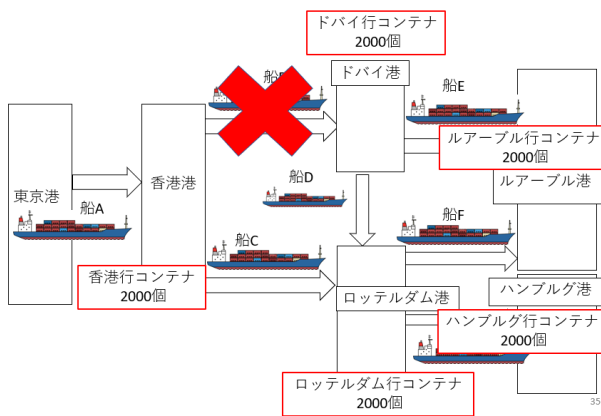 ドバイ行コンテナ
2000個
船
ドバイ港
船E
ルアーブル行コンテナ
2000個
ルアーブル港
東京港
香港港
船A
船D
船C
船F
香港行コンテナ
2000個
ロッテルダム港
ハンブルグ港
ハンブルグ行コンテナ
2000個
ロッテルダム行コンテナ
2000個
35